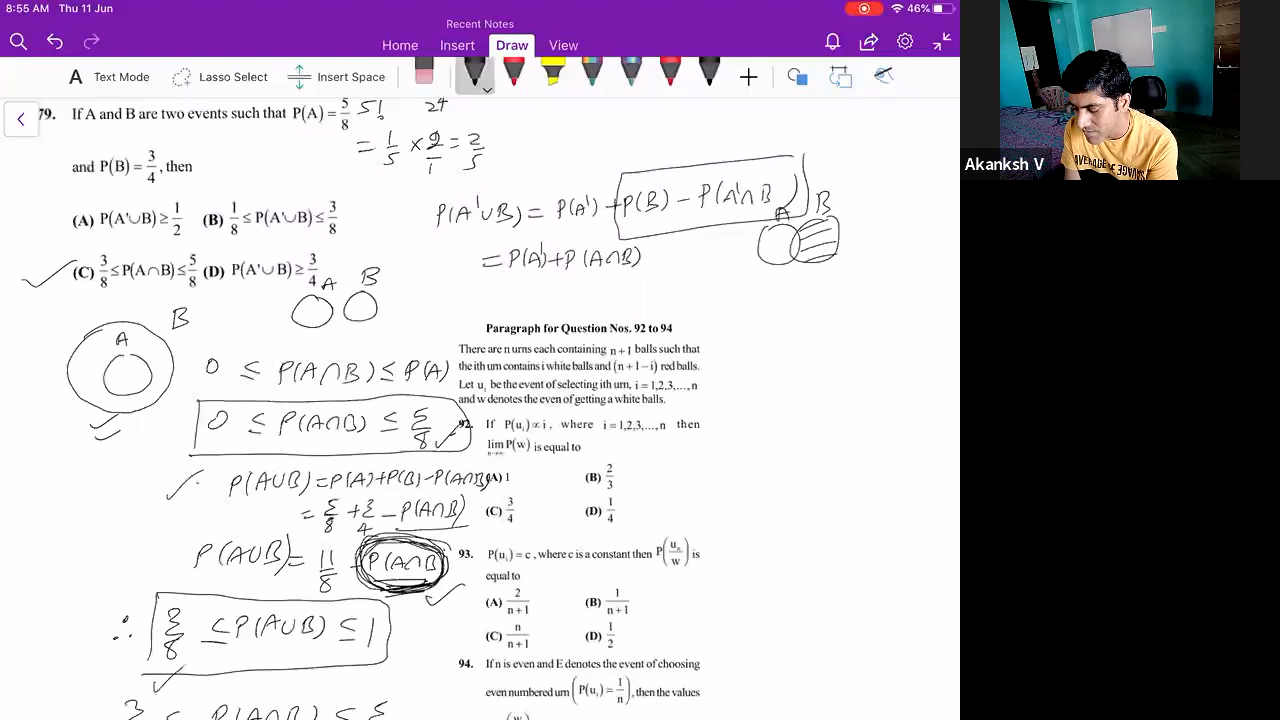 8:55 AM Thu 11 Jun
46%
Recent Notes
Home Insert Draw View
A Text Mode
Lasso Select
Insert Space
79. If A and B are two events such that P(A) = 5/8
5! 24
= 1/5 × 2/1 = 2/5
and P(B) = 3/4, then
(A) P(A'∪B) ≥ 1/2 (B) 1/8 ≤ P(A'∪B) ≤ 3/8
(C) 3/8 ≤ P(A∩B) ≤ 5/8 (D) P(A'∪B) ≥ 3/4
A B
A B
0 ≤ P(A∩B) ≤ P(A)
0 ≤ P(A∩B) ≤ 5/8
P(A∪B) = P(A)+P(B)-P(A∩B)
= 5/8 + 3/4 - P(A∩B)
P(A∪B) = 11/8 - P(A∩B)
∴ 3/8 ≤ P(A∪B) ≤ 1
P(A'∪B) = P(A') + P(B) - P(A'∩B)
= P(A')+P(A∩B)
A B
Paragraph for Question Nos. 92 to 94
There are n urns each containing n+1 balls such that
the ith urn contains i white balls and (n+1−i) red balls.
Let u_i be the event of selecting ith urn, i = 1,2,3,...,n
and w denotes the even of getting a white balls.
92. If P(u_i) ∝ i, where i = 1,2,3,...,n then
lim n→∞ P(w) is equal to
(A) 1 (B) 2/3
(C) 3/4 (D) 1/4
93. P(u_i) = c, where c is a constant then P(u_n/w) is
equal to
(A) 2/(n+1) (B) 1/(n+1)
(C) n/(n+1) (D) 1/2
94. If n is even and E denotes the event of choosing
even numbered urn (P(u_i) = 1/n), then the values
Akanksh V